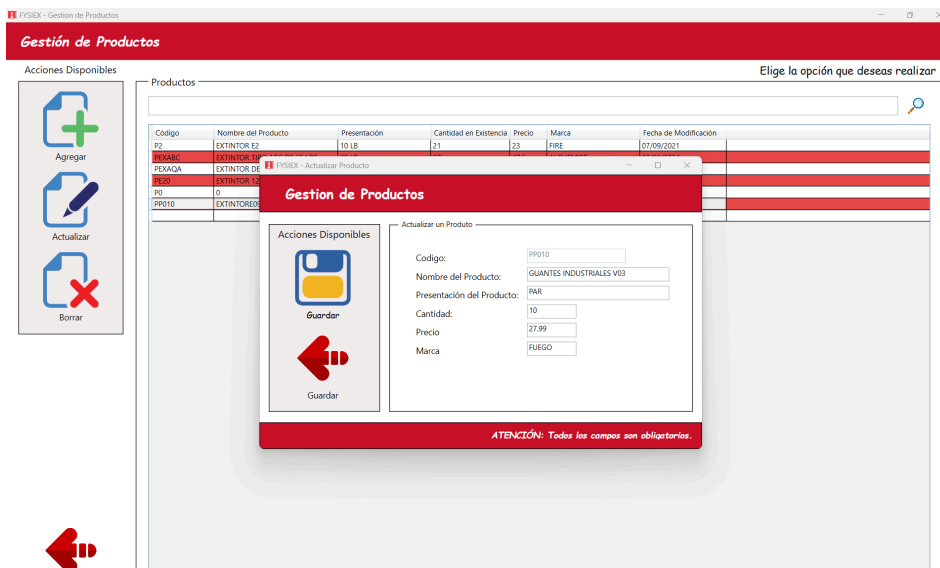 FYSIEX - Gestion de Productos
Gestión de Productos
Acciones Disponibles
Elige la opción que deseas realizar
Agregar
Actualizar
Borrar
Productos
Código Nombre del Producto Presentación Cantidad en Existencia Precio Marca Fecha de Modificación
P2 EXTINTOR E2 10 LB 21 23 FIRE 07/09/2021
PEXABC EXTINTOR
PEXAQA EXTINTOR DE
PE20 EXTINTOR 12
P0 0
PP010 EXTINTORE09
FYSIEX - Actualizar Producto
Gestion de Productos
Acciones Disponibles
Guardar
Guardar
Actualizar un Produto
Codigo: PP010
Nombre del Producto: GUANTES INDUSTRIALES V03
Presentación del Producto: PAR
Cantidad: 10
Precio 27.99
Marca FUEGO
ATENCIÓN: Todos los campos son obligatorios.